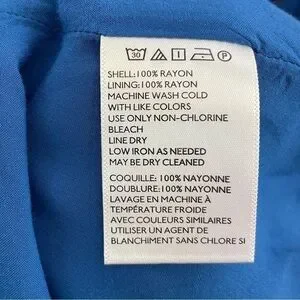 30 P
SHELL:100% RAYON
LINING:100% RAYON
MACHINE WASH COLD
WITH LIKE COLORS
USE ONLY NON-CHLORINE
BLEACH
LINE DRY
LOW IRON AS NEEDED
MAY BE DRY CLEANED
COQUILLE: 100% NAYONNE
DOUBLURE:100% NAYONNE
LAVAGE EN MACHINE À
TEMPÉRATURE FROIDE
AVEC COULEURS SIMILAIRES
UTILISER UN AGENT DE
BLANCHIMENT SANS CHLORE SI